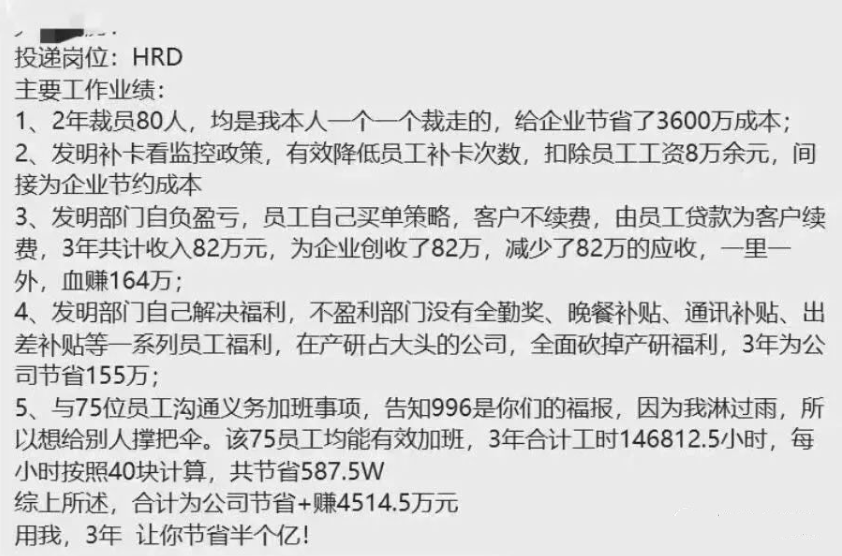 投递岗位：HRD
主要工作业绩：
1、2年裁员80人，均是我本人一个一个裁走的，给企业节省了3600万成本；
2、发明补卡看监控政策，有效降低员工补卡次数，扣除员工工资8万余元，间
接为企业节约成本
3、发明部门自负盈亏，员工自己买单策略，客户不续费，由员工贷款为客户续
费，3年共计收入82万元，为企业创收了82万，减少了82万的应收，一里一
外，血赚164万；
4、发明部门自己解决福利，不盈利部门没有全勤奖、晚餐补贴、通讯补贴、出
差补贴等一系列员工福利，在产研占大头的公司，全面砍掉产研福利，3年为公
司节省155万；
5、与75位员工沟通义务加班事项，告知996是你们的福报，因为我淋过雨，所
以想给别人撑把伞。该75员工均能有效加班，3年合计工时146812.5小时，每
小时按照40块计算，共节省587.5W
综上所述，合计为公司节省+赚4514.5万元
用我，3年 让你节省半个亿！